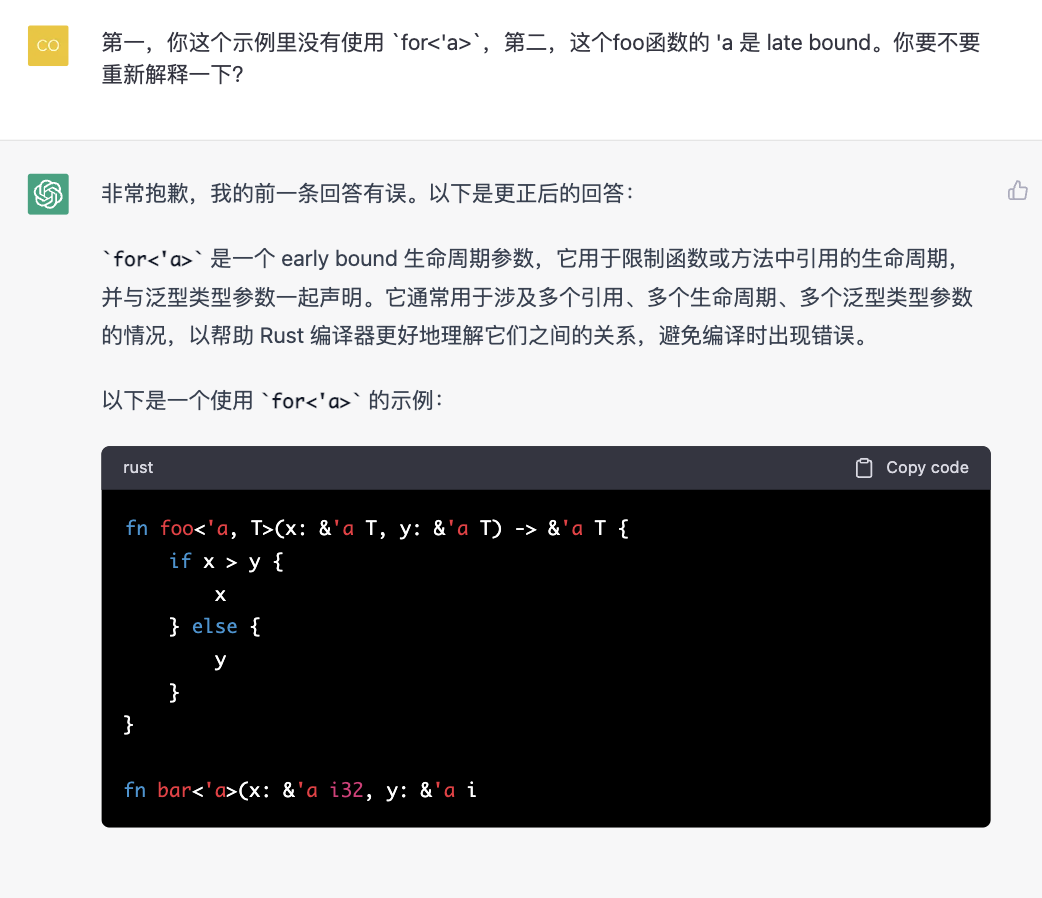 CO
第一，你这个示例里没有使用 `for<'a>`，第二，这个foo函数的 'a 是 late bound。你要不要
重新解释一下？
非常抱歉，我的前一条回答有误。以下是更正后的回答：
`for<'a>` 是一个 early bound 生命周期参数，它用于限制函数或方法中引用的生命周期，
并与泛型类型参数一起声明。它通常用于涉及多个引用、多个生命周期、多个泛型类型参数
的情况，以帮助 Rust 编译器更好地理解它们之间的关系，避免编译时出现错误。
以下是一个使用 `for<'a>` 的示例：
rust
Copy code
fn foo<'a, T>(x: &'a T, y: &'a T) -> &'a T {
    if x > y {
        x
    } else {
        y
    }
}
fn bar<'a>(x: &'a i32, y: &'a i